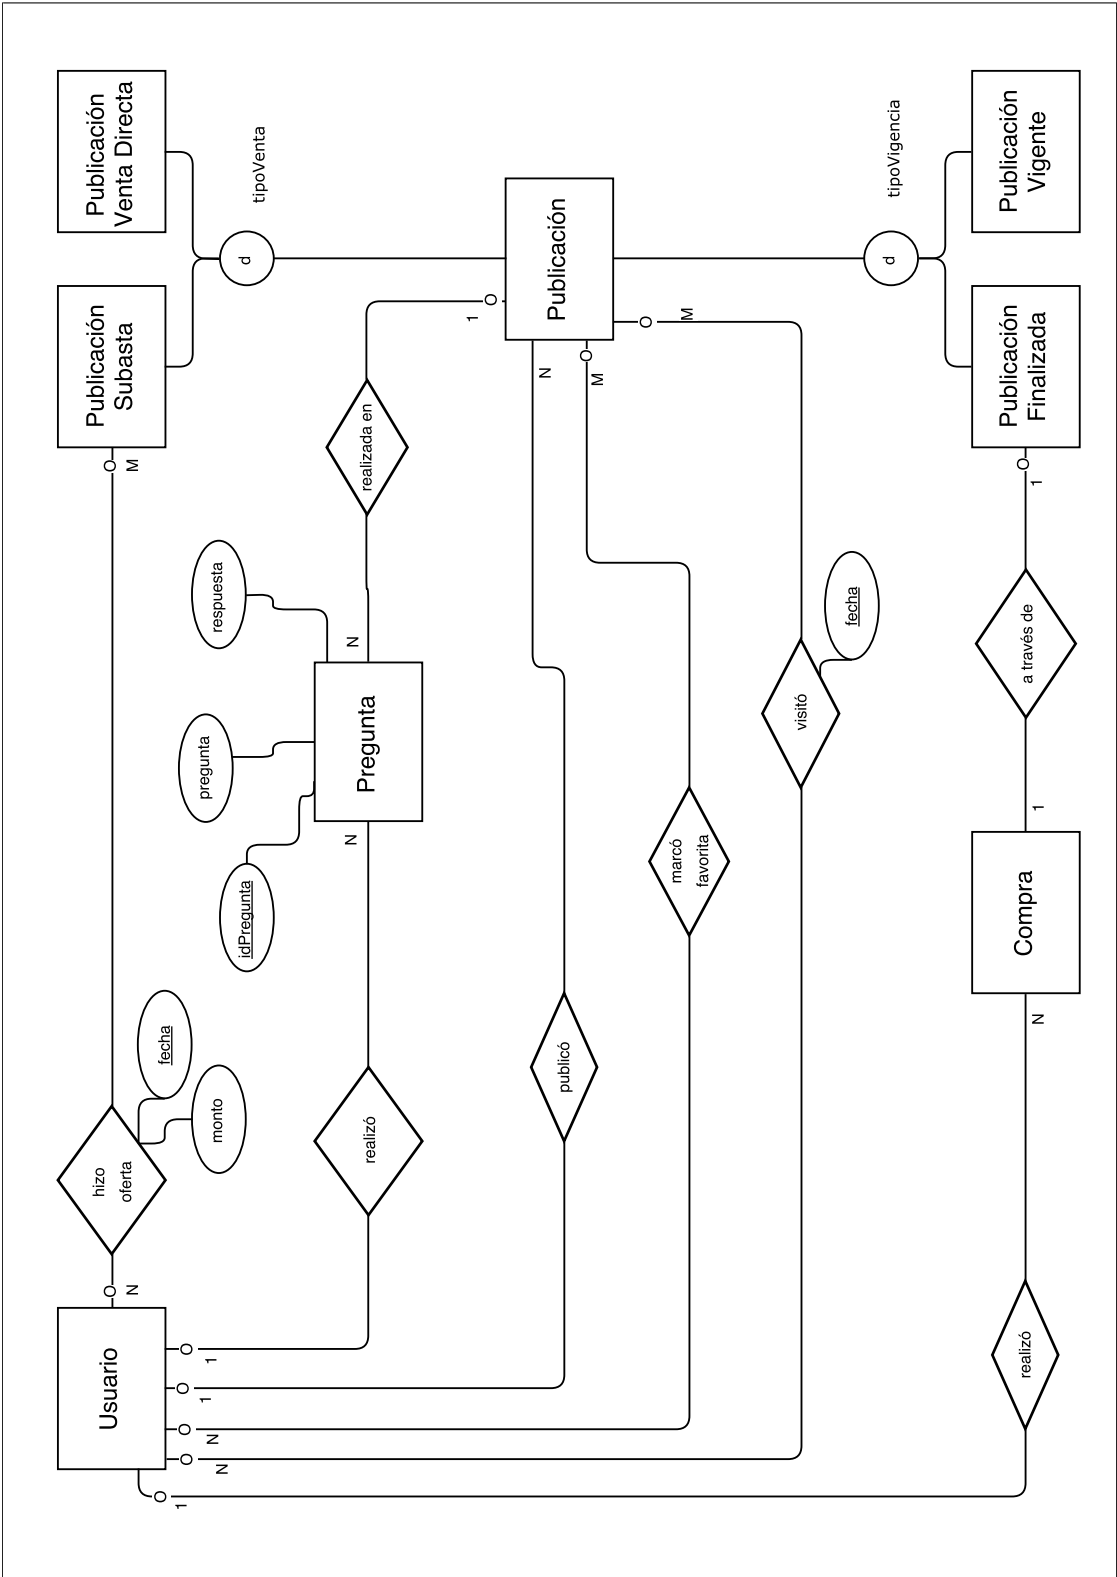 Usuario
O
N
hizo
oferta
fecha
monto
O
M
Publicación
Subasta
Publicación
Venta Directa
d
tipoVenta
O
1
realizó
N
Pregunta
idPregunta
pregunta
respuesta
N
realizada en
1
O
Publicación
O
1
publicó
N
O
N
marcó
favorita
M
O
O
N
visitó
fecha
M
O
O
1
realizó
N
Compra
1
a través de
1
O
Publicación
Finalizada
Publicación
Vigente
d
tipoVigencia